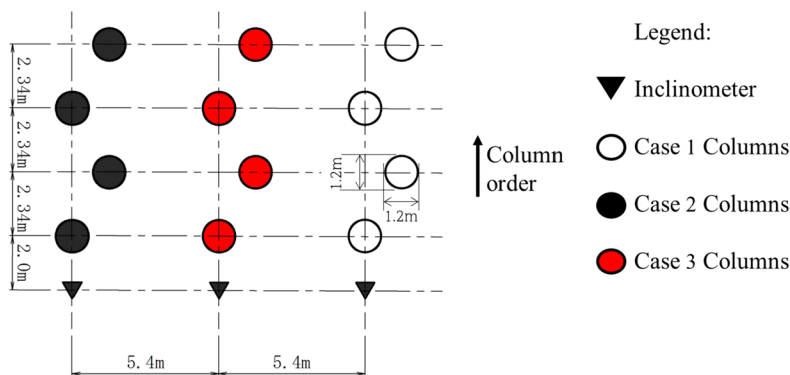 2.34m
2.34m
2.34m
2.0m
1.2m
1.2m
5.4m
5.4m
Column
order
Legend:
Inclinometer
Case 1 Columns
Case 2 Columns
Case 3 Columns